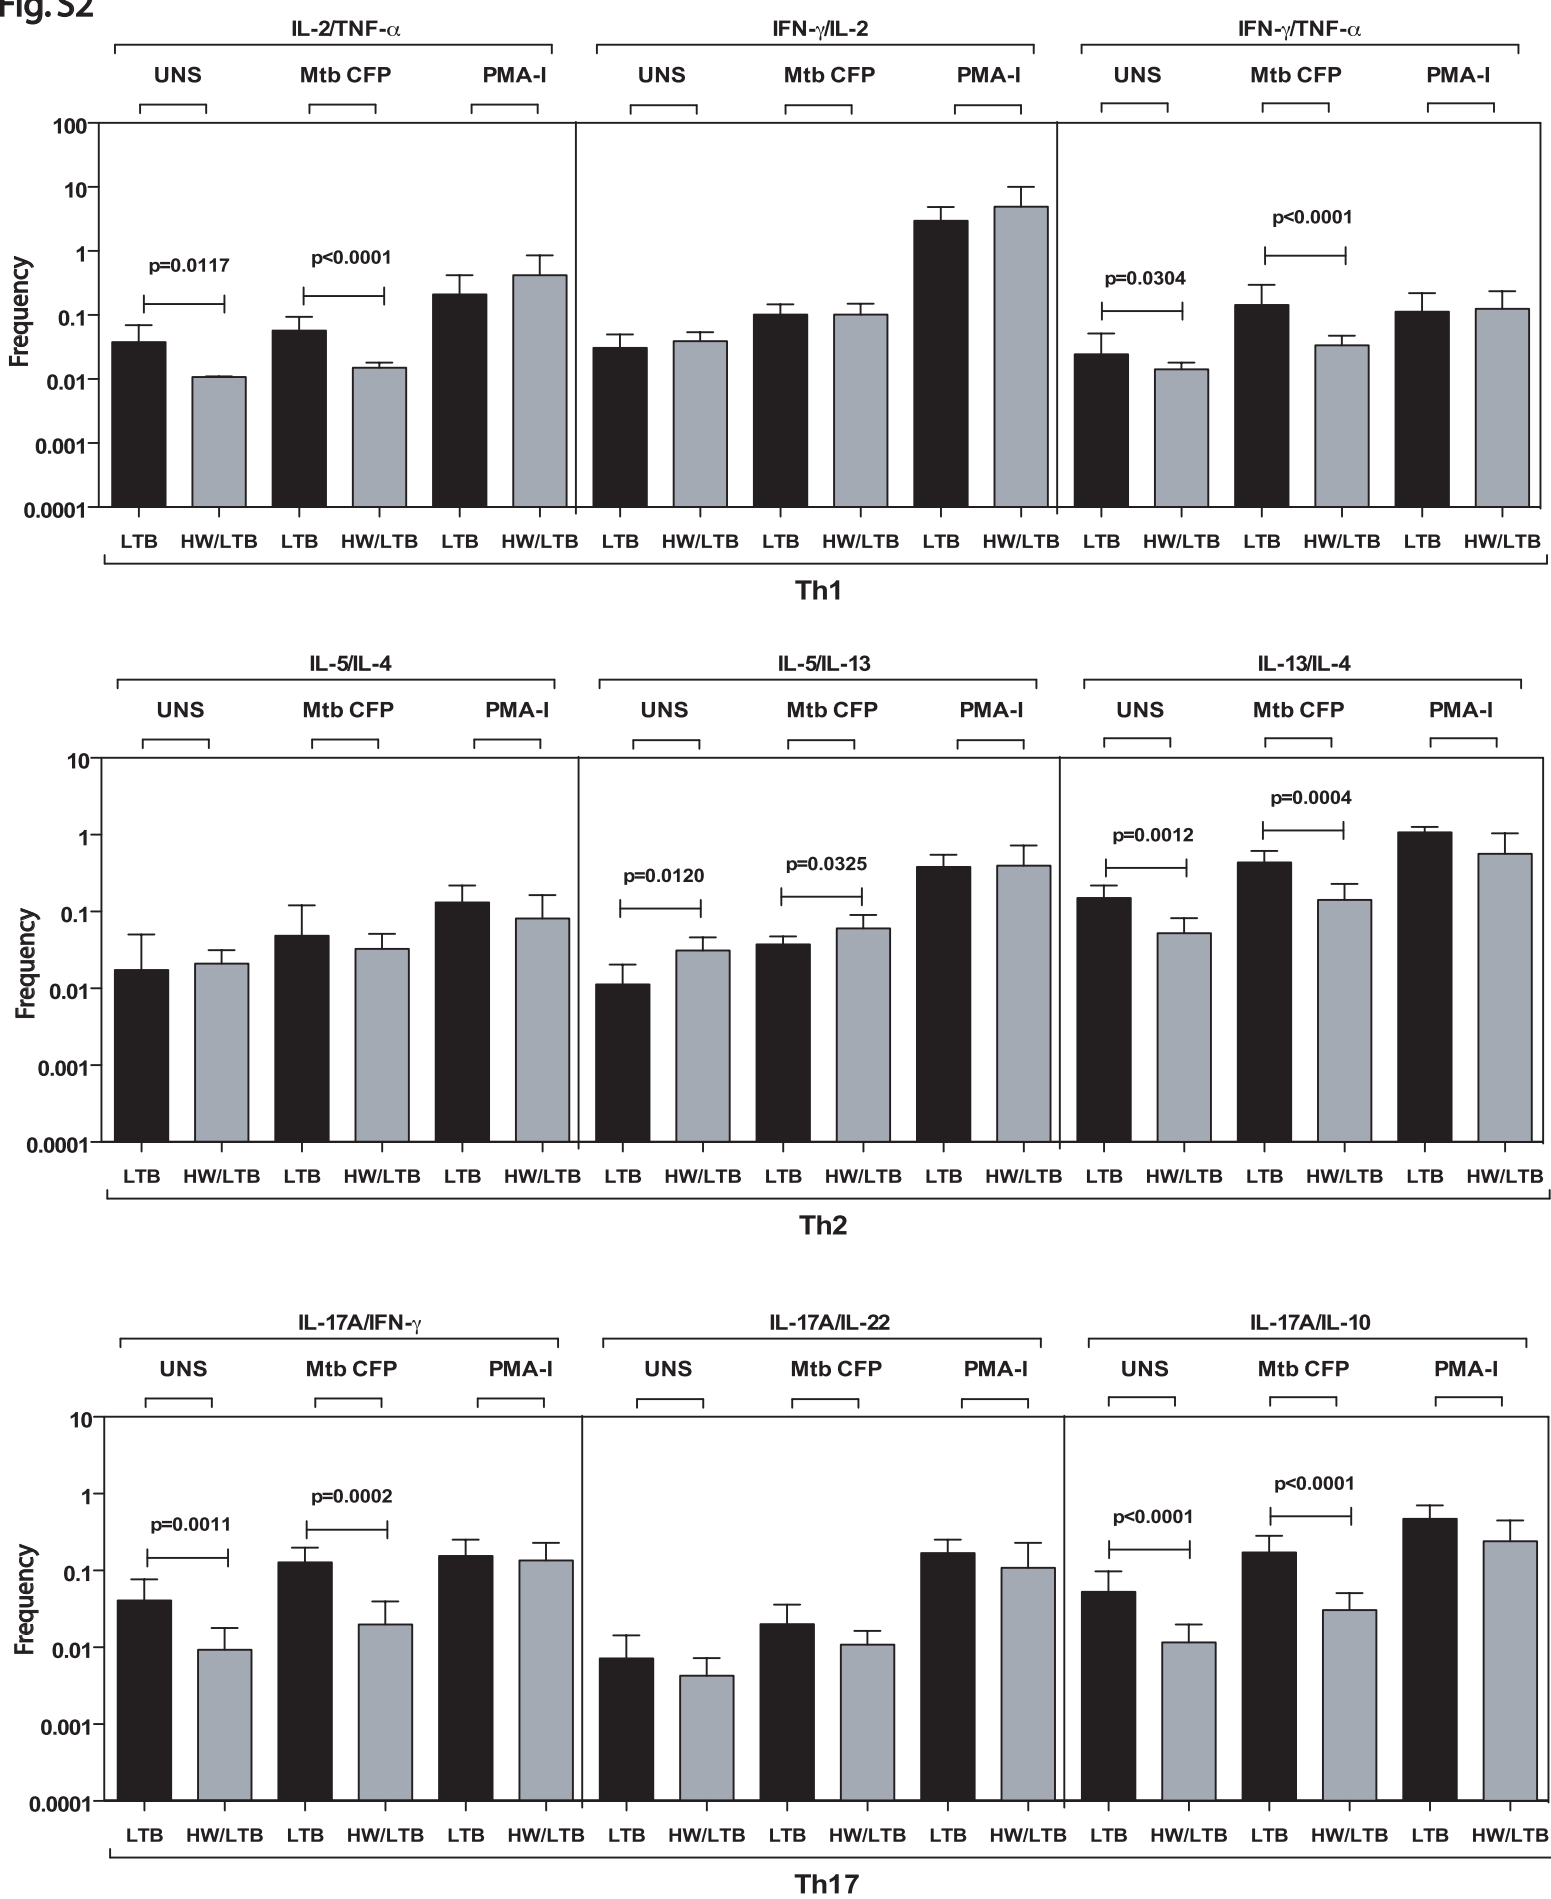 Fig. S2
IL-2/TNF-α IFN-γ/IL-2 IFN-γ/TNF-α
UNS Mtb CFP PMA-I UNS Mtb CFP PMA-I UNS Mtb CFP PMA-I
100
10
1
0.1
0.01
0.001
0.0001
Frequency
p=0.0117 p<0.0001 p=0.0304 p<0.0001
LTB HW/LTB LTB HW/LTB LTB HW/LTB LTB HW/LTB LTB HW/LTB LTB HW/LTB LTB HW/LTB LTB HW/LTB LTB HW/LTB
Th1
IL-5/IL-4 IL-5/IL-13 IL-13/IL-4
UNS Mtb CFP PMA-I UNS Mtb CFP PMA-I UNS Mtb CFP PMA-I
10
1
0.1
0.01
0.001
0.0001
Frequency
p=0.0120 p=0.0325 p=0.0012 p=0.0004
LTB HW/LTB LTB HW/LTB LTB HW/LTB LTB HW/LTB LTB HW/LTB LTB HW/LTB LTB HW/LTB LTB HW/LTB LTB HW/LTB
Th2
IL-17A/IFN-γ IL-17A/IL-22 IL-17A/IL-10
UNS Mtb CFP PMA-I UNS Mtb CFP PMA-I UNS Mtb CFP PMA-I
10
1
0.1
0.01
0.001
0.0001
Frequency
p=0.0011 p=0.0002 p<0.0001 p<0.0001
LTB HW/LTB LTB HW/LTB LTB HW/LTB LTB HW/LTB LTB HW/LTB LTB HW/LTB LTB HW/LTB LTB HW/LTB LTB HW/LTB
Th17